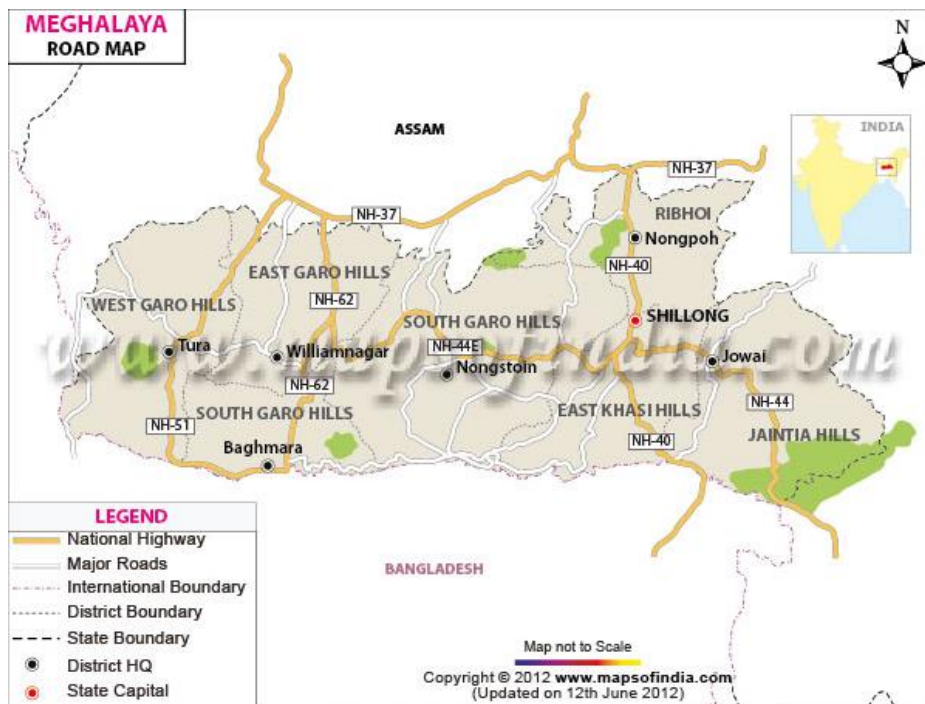 MEGHALAYA
ROAD MAP
N
ASSAM
INDIA
NH-37
NH-37
RIBHOI
Nongpoh
EAST GARO HILLS
NH-40
WEST GARO HILLS
NH-62
SOUTH GARO HILLS
SHILLONG
www.mapsofindia.com
Tura
Williamnagar
NH-44E
Jowai
Nongstoin
NH-62
NH-44
SOUTH GARO HILLS
EAST KHASI HILLS
NH-51
NH-40
JAINTIA HILLS
Baghmara
LEGEND
National Highway
Major Roads
International Boundary
District Boundary
State Boundary
District HQ
State Capital
BANGLADESH
Map not to Scale
Copyright © 2012 www.mapsofindia.com
(Updated on 12th June 2012)